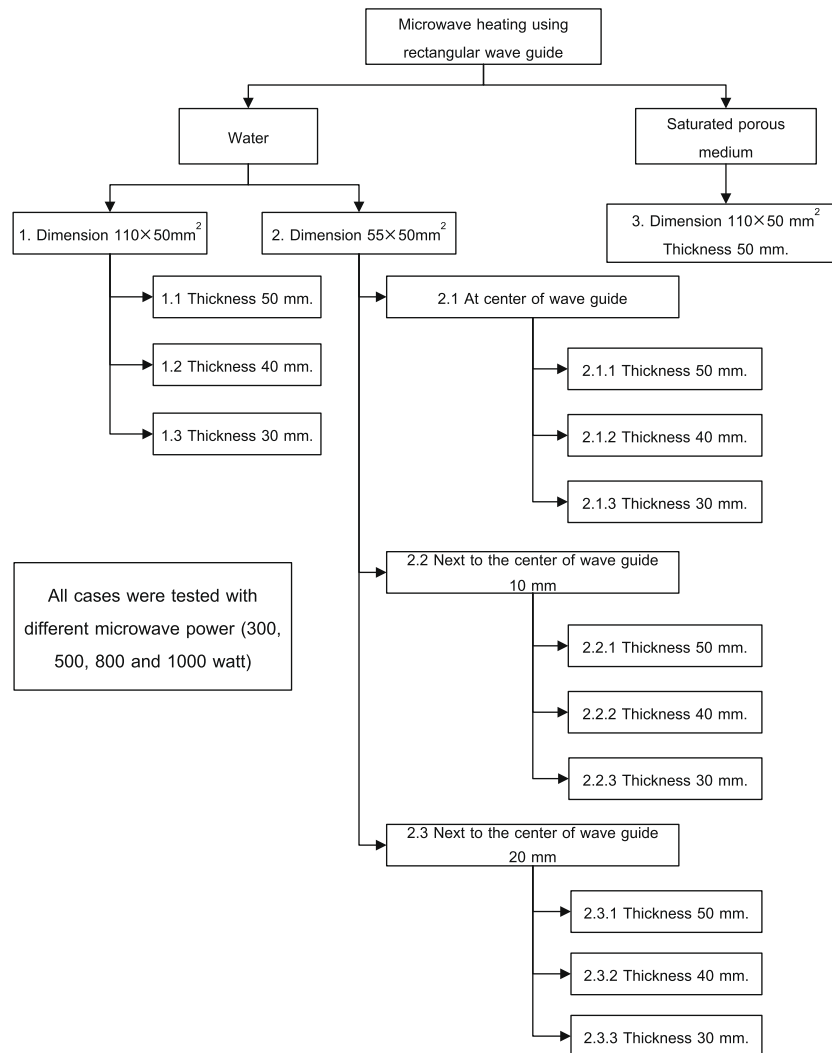 Microwave heating using
rectangular wave guide
Water
Saturated porous
medium
1. Dimension 110×50mm²
2. Dimension 55×50mm²
3. Dimension 110×50 mm²
Thickness 50 mm.
1.1 Thickness 50 mm.
1.2 Thickness 40 mm.
1.3 Thickness 30 mm.
2.1 At center of wave guide
2.1.1 Thickness 50 mm.
2.1.2 Thickness 40 mm.
2.1.3 Thickness 30 mm.
2.2 Next to the center of wave guide
10 mm
2.2.1 Thickness 50 mm.
2.2.2 Thickness 40 mm.
2.2.3 Thickness 30 mm.
2.3 Next to the center of wave guide
20 mm
2.3.1 Thickness 50 mm.
2.3.2 Thickness 40 mm.
2.3.3 Thickness 30 mm.
All cases were tested with
different microwave power (300,
500, 800 and 1000 watt)